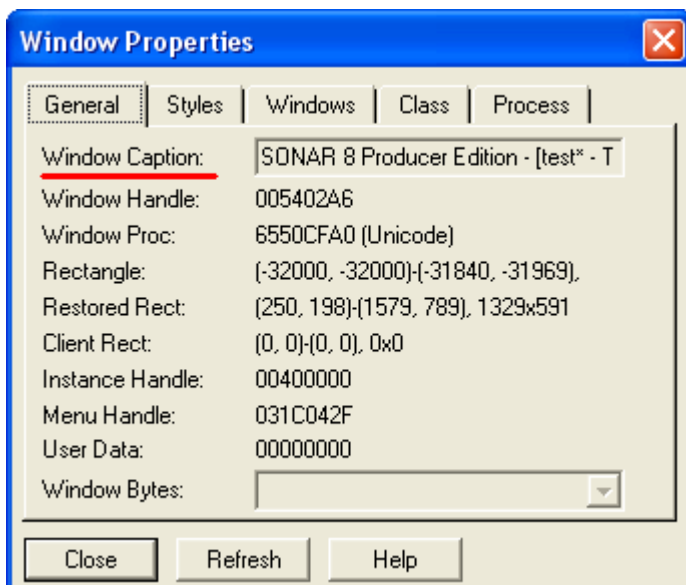 Window Properties
General Styles Windows Class Process
Window Caption: SONAR 8 Producer Edition - [test* - T
Window Handle: 005402A6
Window Proc: 6550CFA0 (Unicode)
Rectangle: (-32000, -32000)-(-31840, -31969),
Restored Rect: (250, 198)-(1579, 789), 1329x591
Client Rect: (0, 0)-(0, 0), 0x0
Instance Handle: 00400000
Menu Handle: 031C042F
User Data: 00000000
Window Bytes:
Close Refresh Help